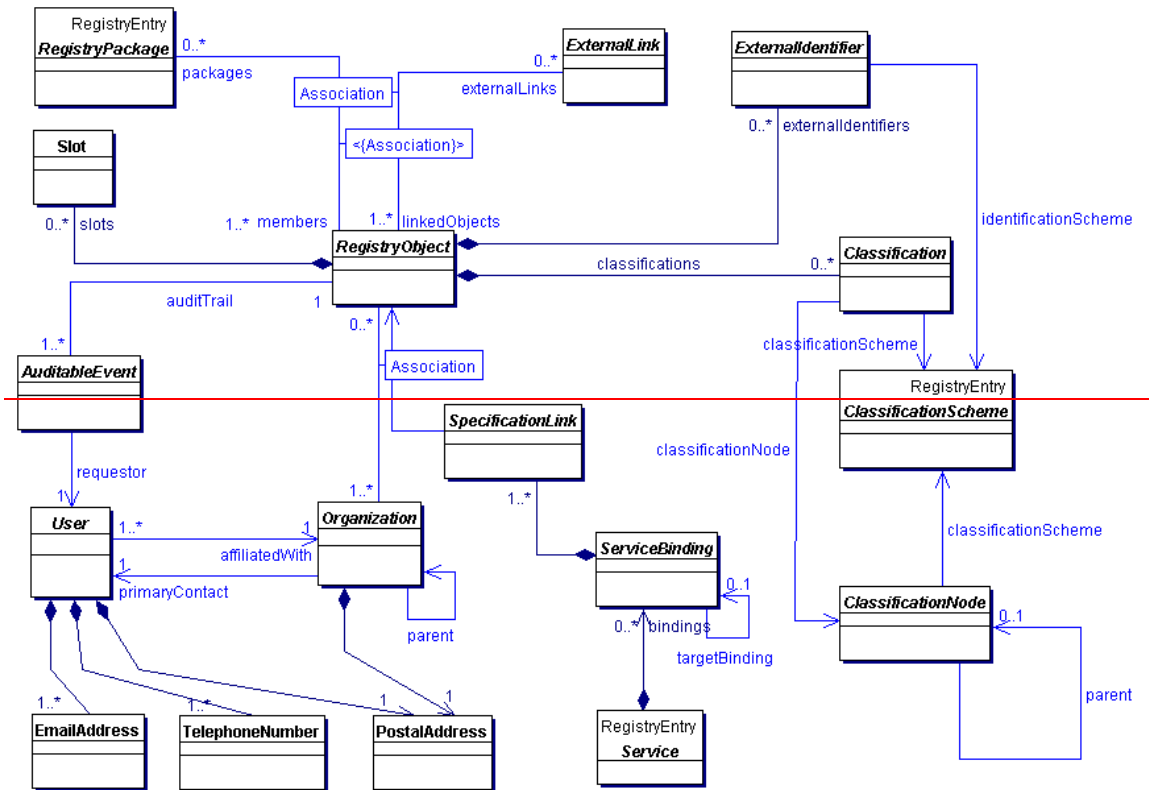 RegistryEntry
RegistryPackage
0..*
packages
ExternalLink
0..*
externalLinks
ExternalIdentifier
0..* externalIdentifiers
Association
<{Association}>
Slot
0..* slots
1..* members
1..* linkedObjects
identificationScheme
RegistryObject
classifications
0..*
Classification
auditTrail
1
0..*
1..*
classificationScheme
AuditableEvent
Association
RegistryEntry
ClassificationScheme
SpecificationLink
classificationNode
requestor
1
1..*
1..*
User
1..*
1
Organization
affiliatedWith
classificationScheme
1
primaryContact
ServiceBinding
0..1
ClassificationNode
0..1
parent
0..* bindings
targetBinding
parent
1..*
1..*
1
1
EmailAddress
TelephoneNumber
PostalAddress
RegistryEntry
Service